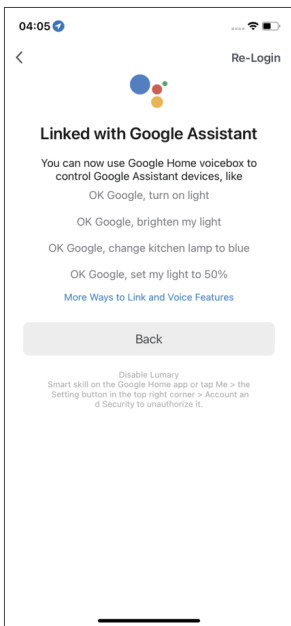 04:05
Re-Login
Linked with Google Assistant
You can now use Google Home voicebox to
control Google Assistant devices, like
OK Google, turn on light
OK Google, brighten my light
OK Google, change kitchen lamp to blue
OK Google, set my light to 50%
More Ways to Link and Voice Features
Back
Disable Lumary
Smart skill on the Google Home app or tap Me > the
Setting button in the top right corner > Account an
d Security to unauthorize it.